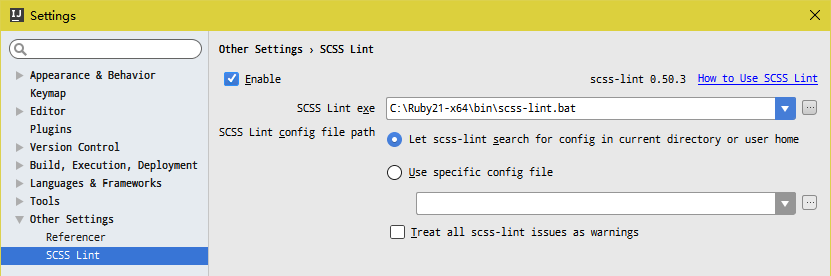 IJ Settings
Other Settings › SCSS Lint
Appearance & Behavior
Keymap
Editor
Plugins
Version Control
Build, Execution, Deployment
Languages & Frameworks
Tools
Other Settings
Referencer
SCSS Lint
Enable
scss-lint 0.50.3 How to Use SCSS Lint
SCSS Lint exe C:\Ruby21-x64\bin\scss-lint.bat ...
SCSS Lint config file path Let scss-lint search for config in current directory or user home
Use specific config file
...
Treat all scss-lint issues as warnings